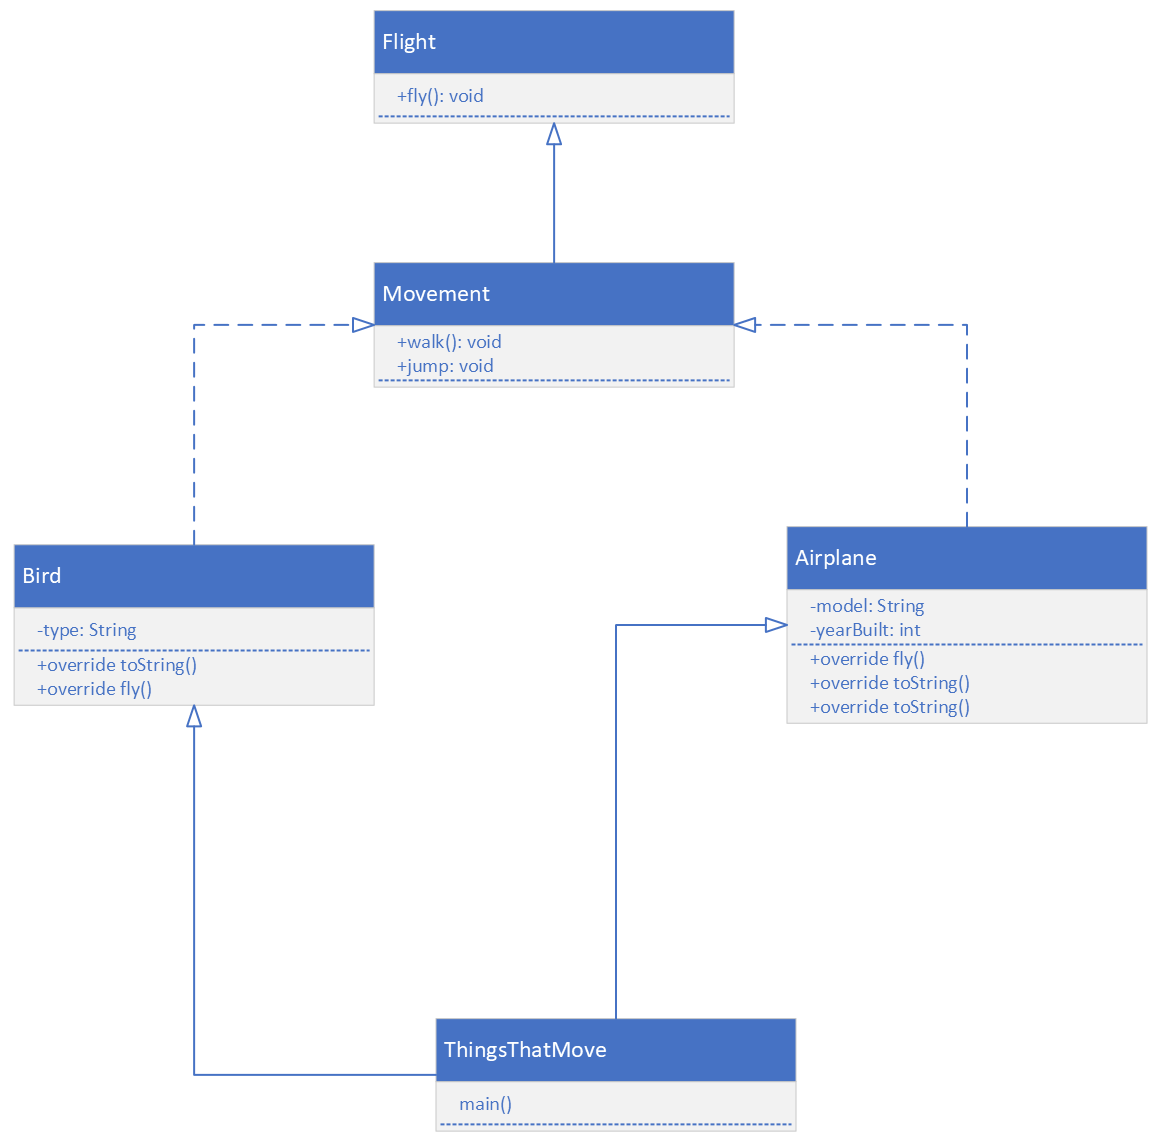 Flight
+fly(): void
Movement
+walk(): void
+jump: void
Bird
-type: String
+override toString()
+override fly()
Airplane
-model: String
-yearBuilt: int
+override fly()
+override toString()
+override toString()
ThingsThatMove
main()